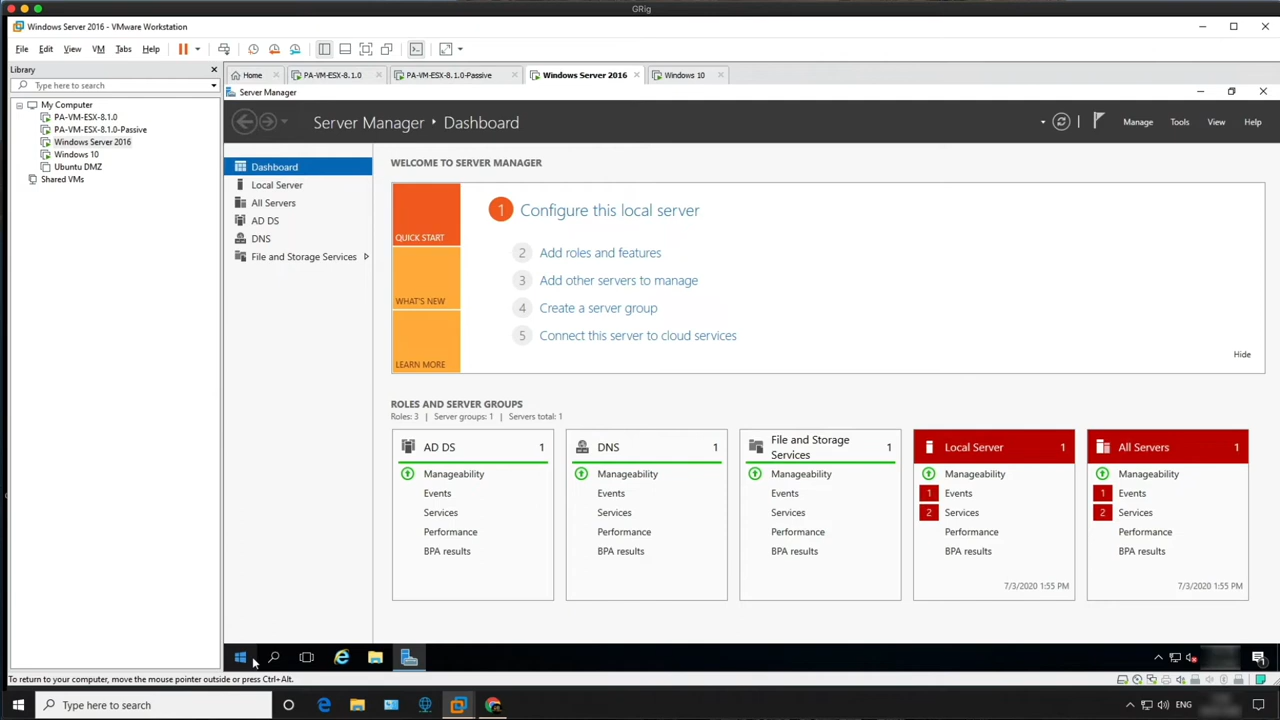 GRig
Windows Server 2016 - VMware Workstation
File Edit View VM Tabs Help
Library
Type here to search
My Computer
PA-VM-ESX-8.1.0
PA-VM-ESX-8.1.0-Passive
Windows Server 2016
Windows 10
Ubuntu DMZ
Shared VMs
Home PA-VM-ESX-8.1.0 PA-VM-ESX-8.1.0-Passive Windows Server 2016 Windows 10
Server Manager
Server Manager • Dashboard
Manage Tools View Help
Dashboard
Local Server
All Servers
AD DS
DNS
File and Storage Services
WELCOME TO SERVER MANAGER
QUICK START
WHAT'S NEW
LEARN MORE
1 Configure this local server
2 Add roles and features
3 Add other servers to manage
4 Create a server group
5 Connect this server to cloud services
Hide
ROLES AND SERVER GROUPS
Roles: 3 | Server groups: 1 | Servers total: 1
AD DS 1
Manageability
Events
Services
Performance
BPA results
DNS 1
Manageability
Events
Services
Performance
BPA results
File and Storage
Services 1
Manageability
Events
Services
Performance
BPA results
Local Server 1
Manageability
1 Events
2 Services
Performance
BPA results
7/3/2020 1:55 PM
All Servers 1
Manageability
1 Events
2 Services
Performance
BPA results
7/3/2020 1:55 PM
1
To return to your computer, move the mouse pointer outside or press Ctrl+Alt.
Type here to search
ENG